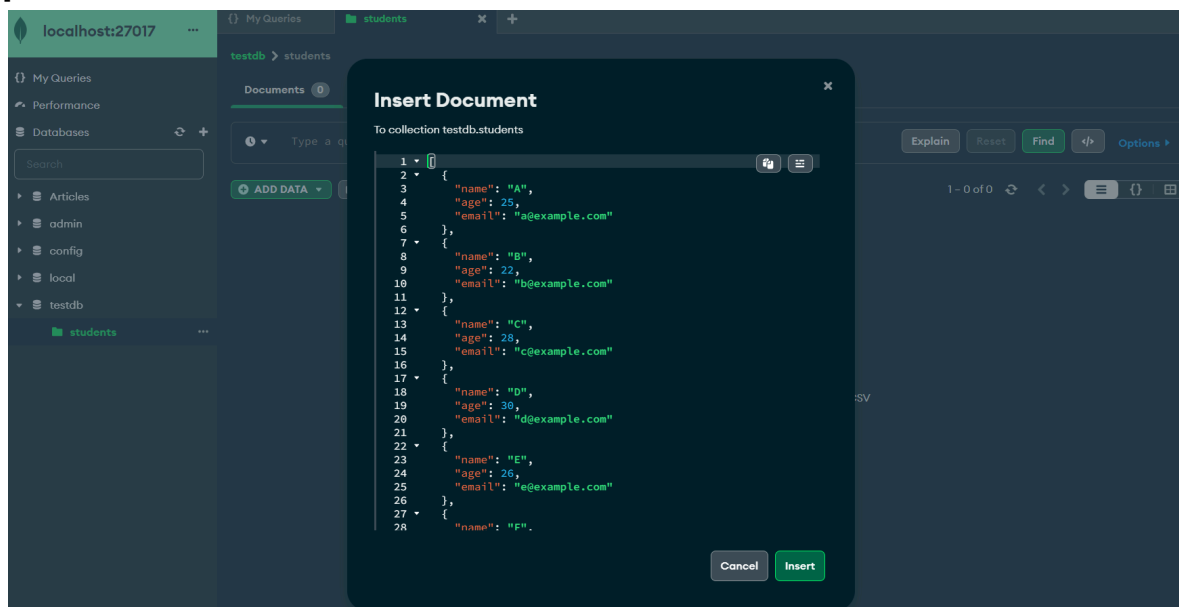 localhost:27017 ...
{} My Queries
students
testdb > students
{} My Queries
Performance
Databases
Search
Articles
admin
config
local
testdb
students ...
Documents 0
Type a qu
Explain Reset Find </> Options
ADD DATA
1 – 0 of 0
{}
Insert Document
To collection testdb.students
1 [
2 {
3 "name": "A",
4 "age": 25,
5 "email": "a@example.com"
6 },
7 {
8 "name": "B",
9 "age": 22,
10 "email": "b@example.com"
11 },
12 {
13 "name": "C",
14 "age": 28,
15 "email": "c@example.com"
16 },
17 {
18 "name": "D",
19 "age": 30,
20 "email": "d@example.com"
21 },
22 {
23 "name": "E",
24 "age": 26,
25 "email": "e@example.com"
26 },
27 {
28 "name": "F",
CSV
Cancel Insert